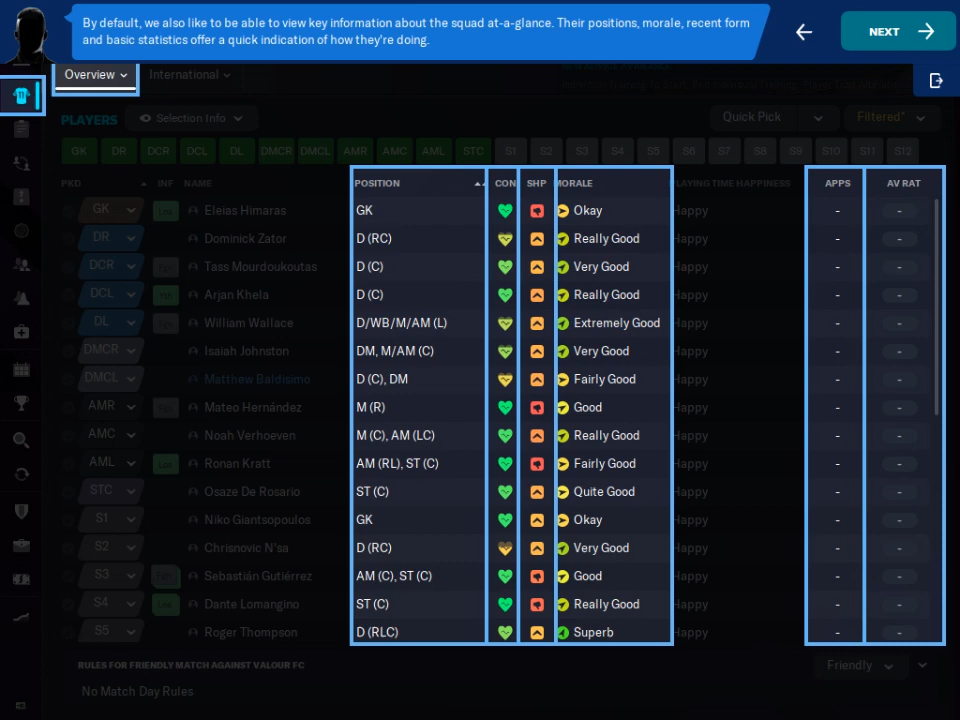 By default, we also like to be able to view key information about the squad at-a-glance. Their positions, morale, recent form
and basic statistics offer a quick indication of how they're doing.
NEXT
Overview
International
PLAYERS
Selection Info
Quick Pick
Filtered*
GK DR DCR DCL DL DMCR DMCL AMR AMC AML STC S1 S2 S3 S4 S5 S6 S7 S8 S9 S10 S11 S12
PKD INF NAME POSITION CON SHP MORALE PLAYING TIME HAPPINESS APPS AV RAT
GK Eleias Himaras GK Okay Happy - -
DR Dominick Zator D (RC) Really Good Happy - -
DCR Tass Mourdoukoutas D (C) Very Good Happy - -
DCL Arjan Khela D (C) Really Good Happy - -
DL William Wallace D/WB/M/AM (L) Extremely Good Happy - -
DMCR Isaiah Johnston DM, M/AM (C) Very Good Happy - -
DMCL Matthew Baldisimo D (C), DM Fairly Good Happy - -
AMR Mateo Hernández M (R) Good Happy - -
AMC Noah Verhoeven M (C), AM (LC) Really Good Happy - -
AML Ronan Kratt AM (RL), ST (C) Fairly Good Happy - -
STC Osaze De Rosario ST (C) Quite Good Happy - -
S1 Niko Giantsopoulos GK Okay Happy - -
S2 Chrisnovic N'sa D (RC) Very Good Happy - -
S3 Sebastián Gutiérrez AM (C), ST (C) Good Happy - -
S4 Dante Lomangino ST (C) Really Good Happy - -
S5 Roger Thompson D (RLC) Superb Happy - -
RULES FOR FRIENDLY MATCH AGAINST VALOUR FC
Friendly
No Match Day Rules